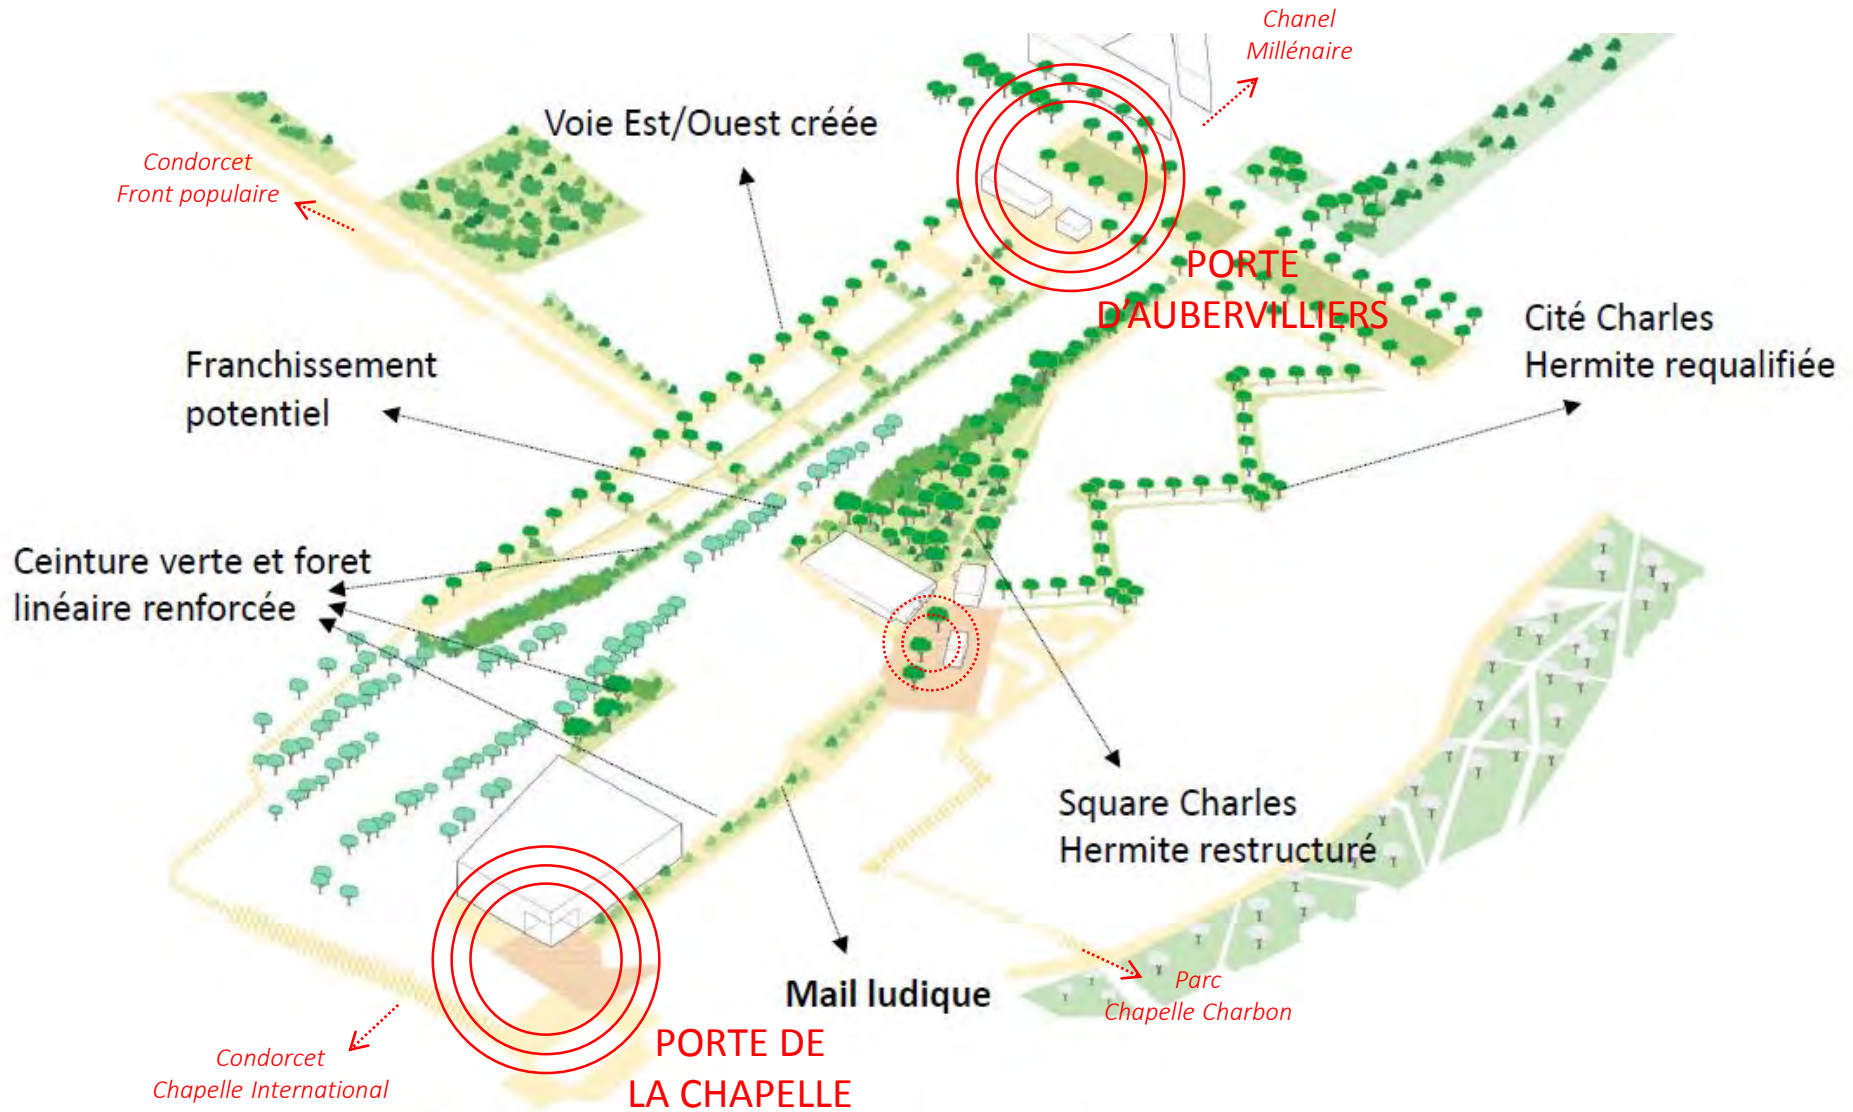 Chanel
Millénaire
Voie Est/Ouest créée
Condorcet
Front populaire
PORTE
D'AUBERVILLIERS
Cité Charles
Hermite requalifiée
Franchissement
potentiel
Ceinture verte et foret
linéaire renforcée
Square Charles
Hermite restructuré
Mail ludique
Parc
Chapelle Charbon
PORTE DE
LA CHAPELLE
Condorcet
Chapelle International